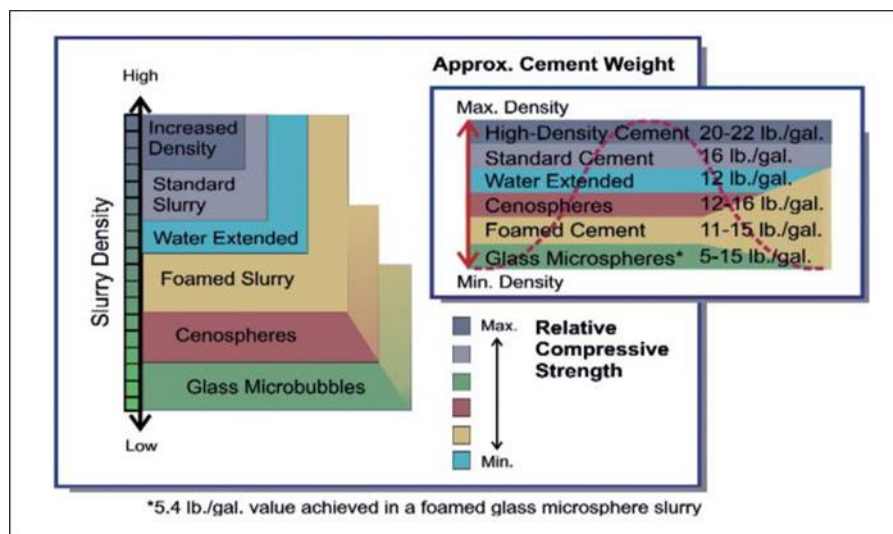 High
Slurry Density
Increased
Density
Standard
Slurry
Water Extended
Foamed Slurry
Cenospheres
Glass Microbubbles
Low
Approx. Cement Weight
Max. Density
High-Density Cement 20-22 lb./gal.
Standard Cement 16 lb./gal.
Water Extended 12 lb./gal.
Cenospheres 12-16 lb./gal.
Foamed Cement 11-15 lb./gal.
Glass Microspheres* 5-15 lb./gal.
Min. Density
Max.
Relative
Compressive
Strength
Min.
*5.4 lb./gal. value achieved in a foamed glass microsphere slurry